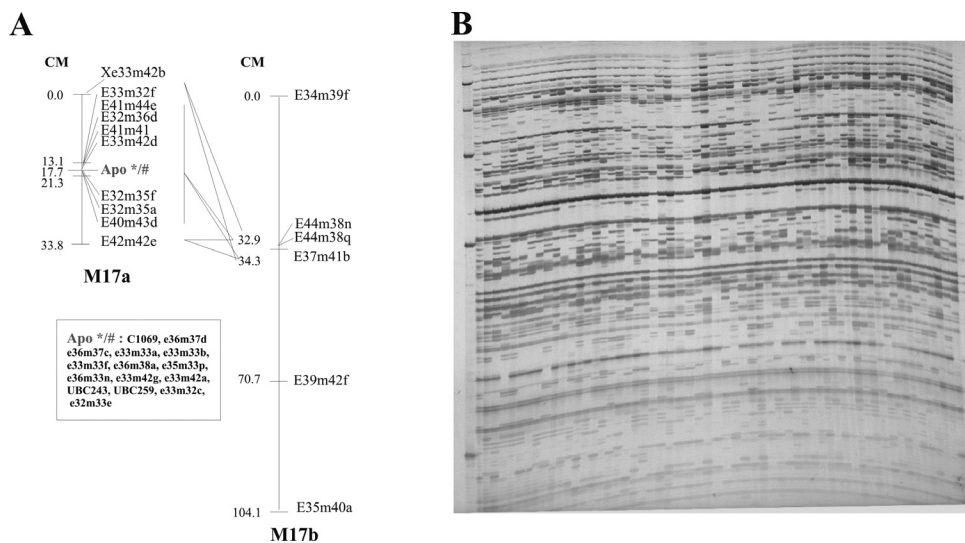 A
B
CM
CM
Xe33m42b
0.0
E33m32f
E41m44e
E32m36d
E41m41
E33m42d
13.1
17.7
Apo */#
21.3
E32m35f
E32m35a
E40m43d
33.8
E42m42e
M17a
0.0
E34m39f
E44m38n
32.9
E44m38q
34.3
E37m41b
70.7
E39m42f
104.1
E35m40a
M17b
Apo */# : C1069, e36m37d
e36m37c, e33m33a, e33m33b,
e33m33f, e36m38a, e35m33p,
e36m33n, e33m42g, e33m42a,
UBC243, UBC259, e33m32c,
e32m33e